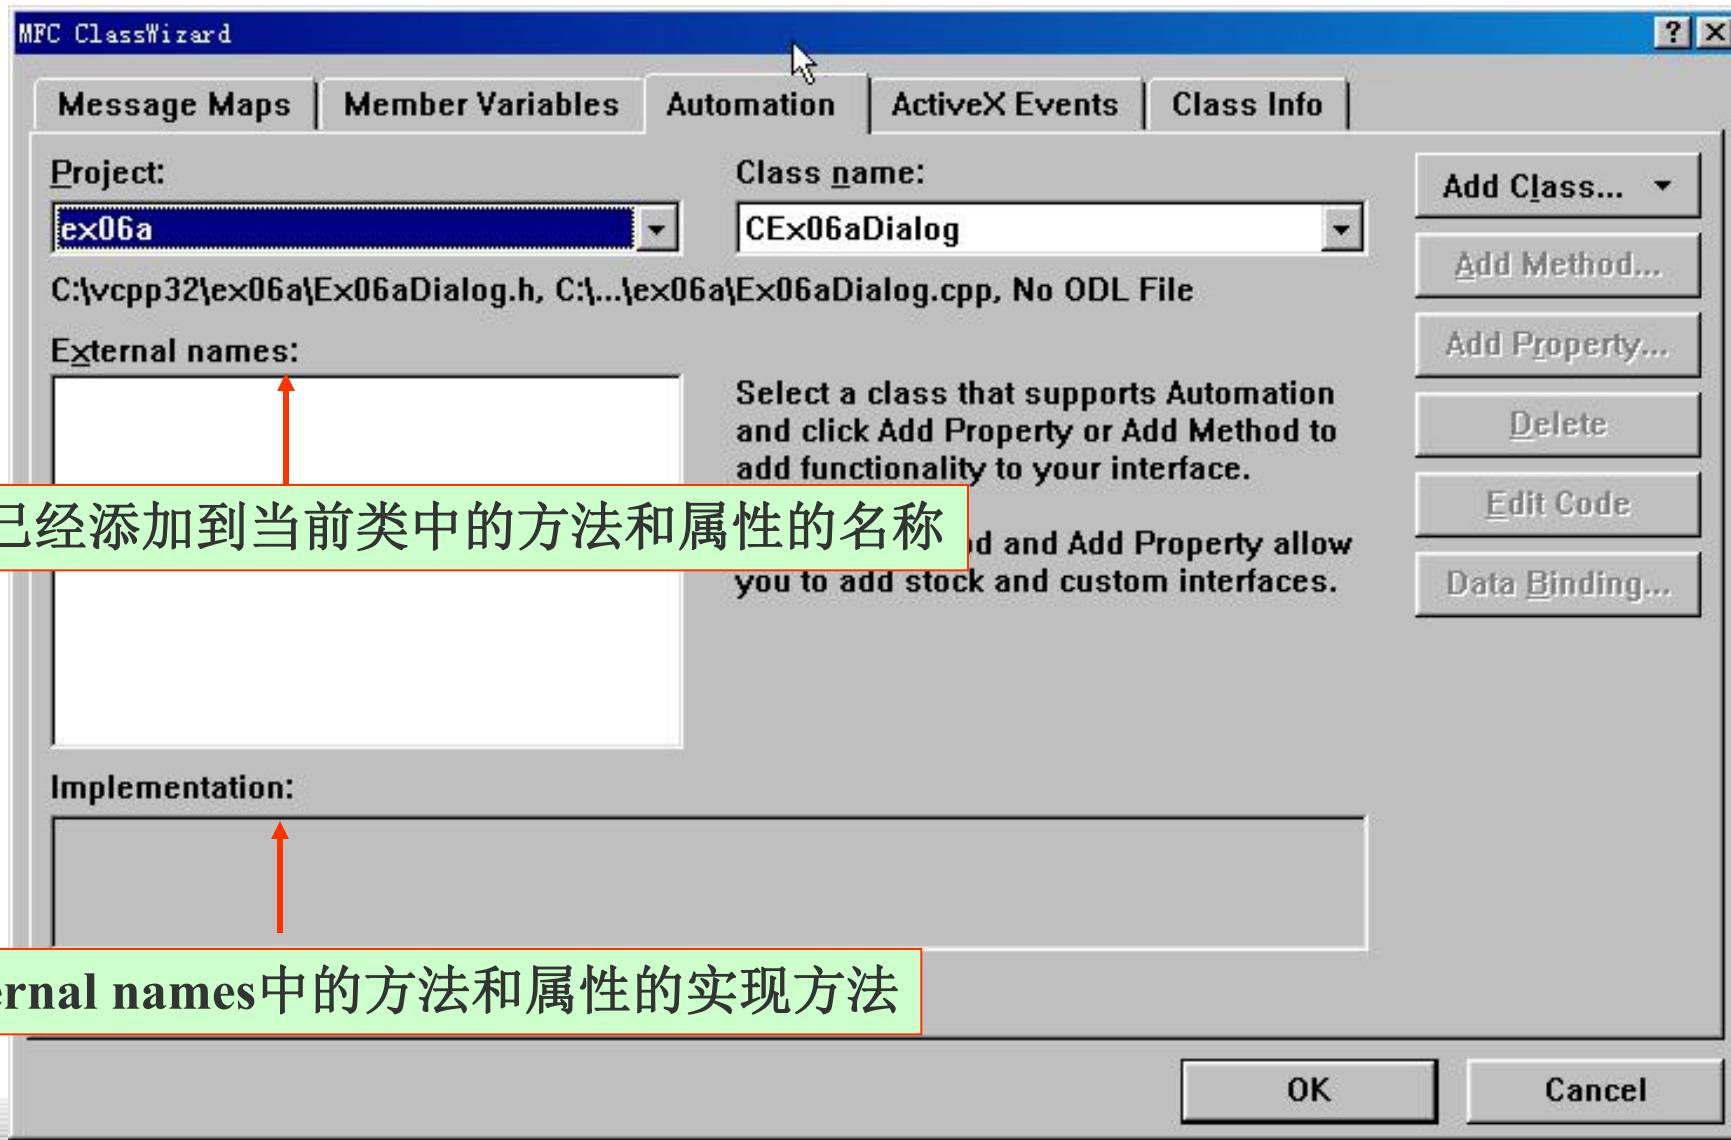 MFC ClassWizard
Message Maps Member Variables Automation ActiveX Events Class Info
Project:
Class name:
ex06a
CEx06aDialog
C:\vcpp32\ex06a\Ex06aDialog.h, C:\...\ex06a\Ex06aDialog.cpp, No ODL File
External names:
Select a class that supports Automation
and click Add Property or Add Method to
add functionality to your interface.
已经添加到当前类中的方法和属性的名称
and Add Property allow
you to add stock and custom interfaces.
Implementation:
names中的方法和属性的实现方法
Add Class...
Add Method...
Add Property...
Delete
Edit Code
Data Binding...
OK
Cancel